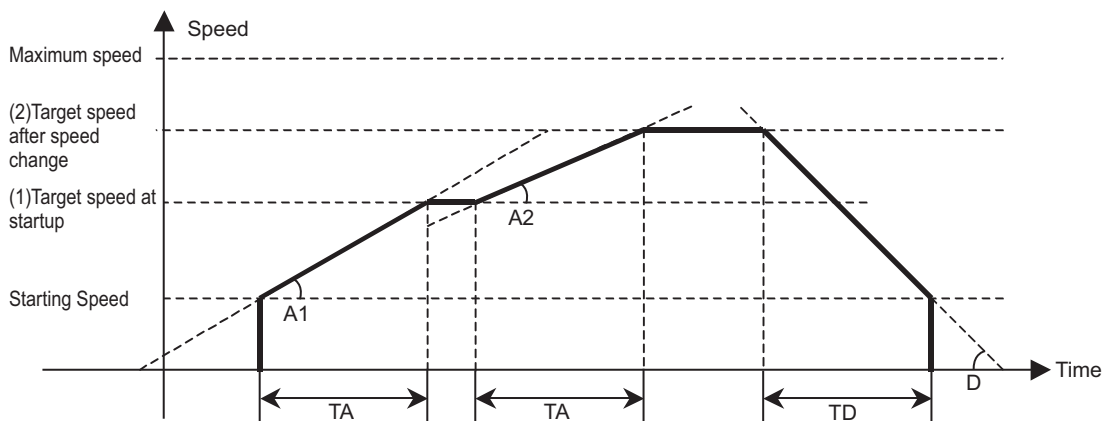 Speed
Maximum speed
(2)Target speed
after speed
change
(1)Target speed at
startup
A2
Starting Speed
A1
Time
D
TA
TA
TD